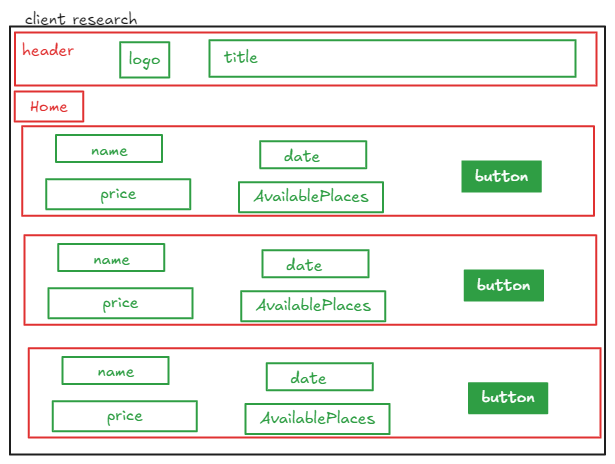 client research
header
logo
title
Home
name
date
button
price
AvailablePlaces
name
date
button
price
AvailablePlaces
name
date
button
price
AvailablePlaces